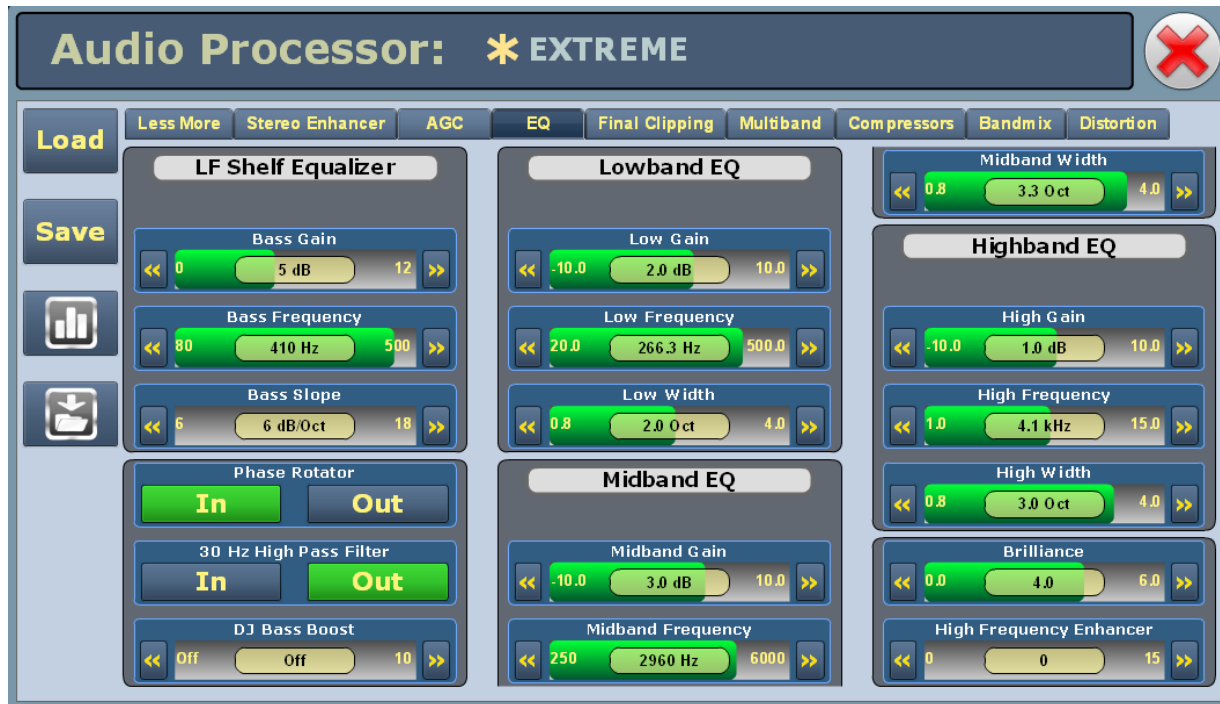 Audio Processor: * EXTREME
Load
Save
Less More Stereo Enhancer AGC EQ Final Clipping Multiband Compressors Bandmix Distortion
LF Shelf Equalizer
Bass Gain
<< 0 5 dB 12 >>
Bass Frequency
<< 80 410 Hz 500 >>
Bass Slope
<< 6 6 dB/Oct 18 >>
Phase Rotator
In Out
30 Hz High Pass Filter
In Out
DJ Bass Boost
<< Off Off 10 >>
Lowband EQ
Low Gain
<< -10.0 2.0 dB 10.0 >>
Low Frequency
<< 20.0 266.3 Hz 500.0 >>
Low Width
<< 0.8 2.0 Oct 4.0 >>
Midband EQ
Midband Gain
<< -10.0 3.0 dB 10.0 >>
Midband Frequency
<< 250 2960 Hz 6000 >>
Midband Width
<< 0.8 3.3 Oct 4.0 >>
Highband EQ
High Gain
<< -10.0 1.0 dB 10.0 >>
High Frequency
<< 1.0 4.1 kHz 15.0 >>
High Width
<< 0.8 3.0 Oct 4.0 >>
Brilliance
<< 0.0 4.0 6.0 >>
High Frequency Enhancer
<< 0 0 15 >>